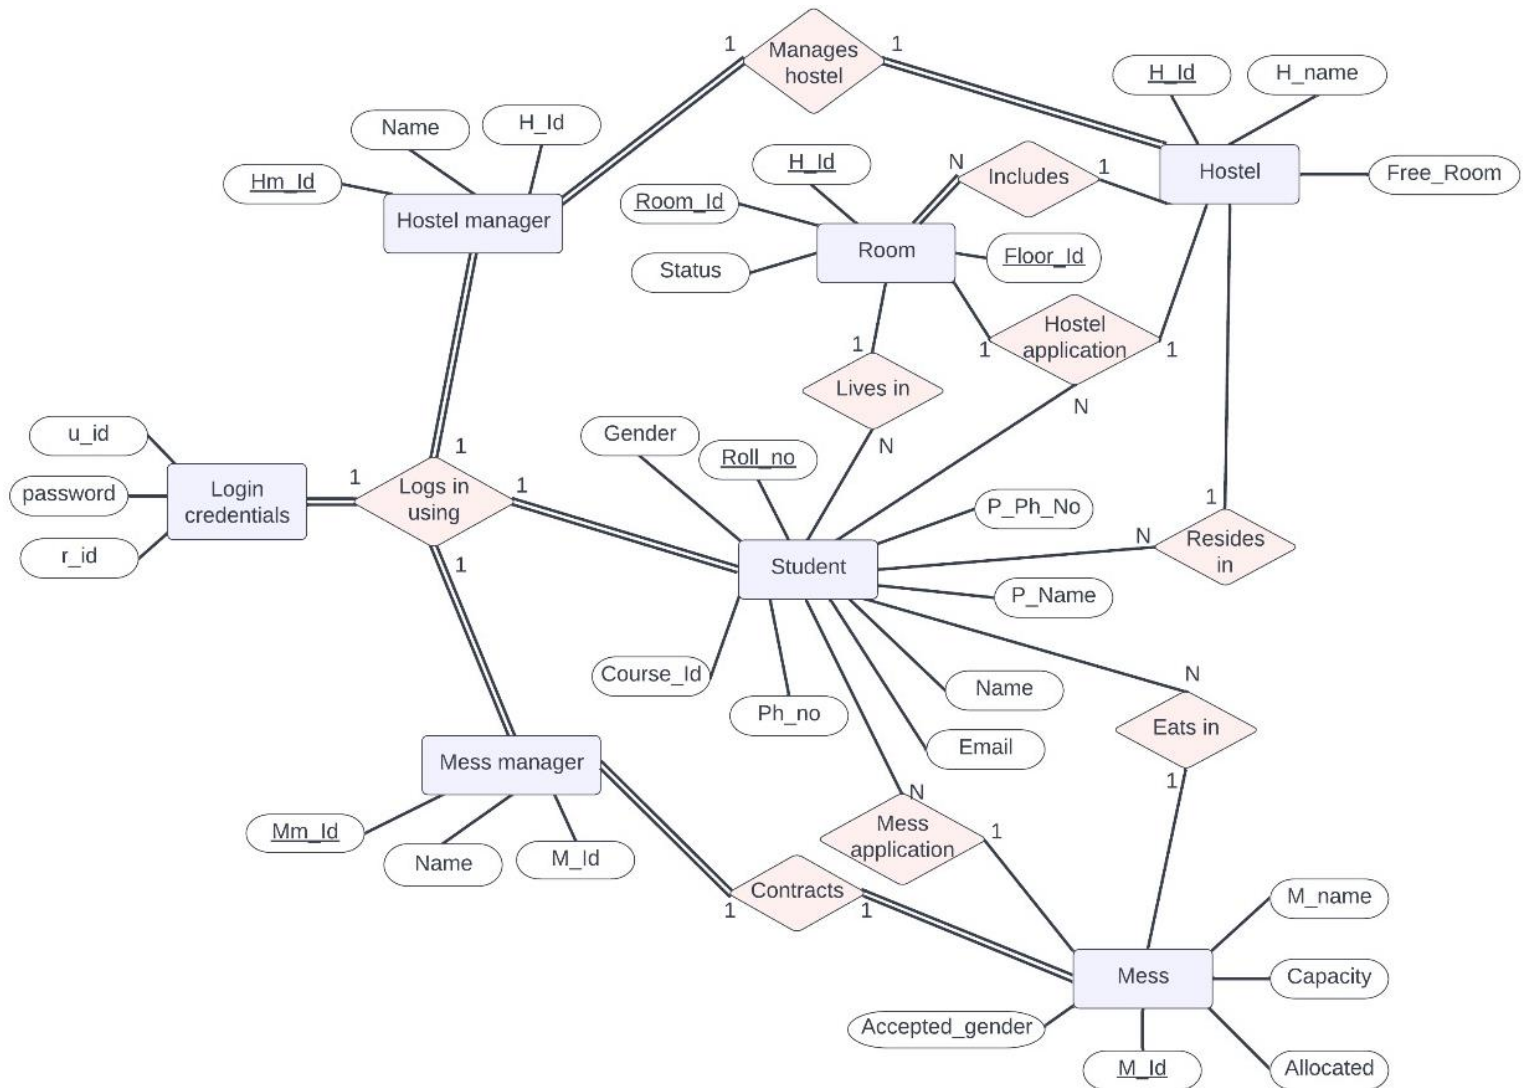 1
Manages
hostel
1
H_Id
H_name
Name
H_Id
Hm_Id
Hostel manager
H_Id
N
Includes
1
Hostel
Free_Room
Room_Id
Room
Status
Floor_Id
Hostel
application
1
1
N
1
Lives in
N
u_id
password
r_id
Login
credentials
1
1
Logs in
using
1
1
Gender
Roll_no
P_Ph_No
1
N
Resides
in
Student
P_Name
Course_Id
Ph_no
Name
Email
N
Eats in
1
Mess manager
Mm_Id
Name
M_Id
N
Mess
application
1
Contracts
1
1
M_name
Mess
Capacity
Accepted_gender
M_Id
Allocated